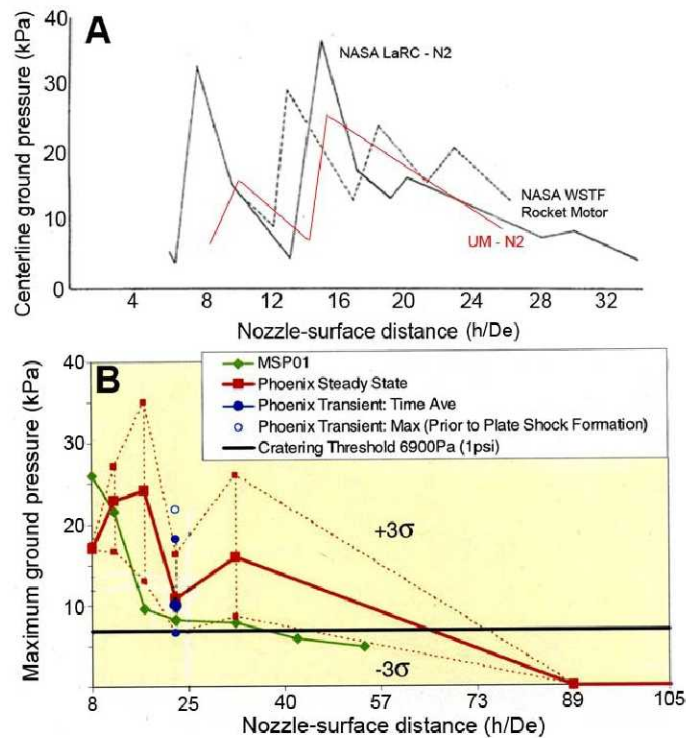 A
Centerline ground pressure (kPa)
40
30
20
10
0
NASA LaRC - N2
NASA WSTF
Rocket Motor
UM - N2
4 8 12 16 20 24 28 32
Nozzle-surface distance (h/De)
B
Maximum ground pressure (kPa)
40
30
20
10
MSP01
Phoenix Steady State
Phoenix Transient: Time Ave
Phoenix Transient: Max (Prior to Plate Shock Formation)
Cratering Threshold 6900Pa (1psi)
+3σ
-3σ
8 25 40 57 73 89 105
Nozzle-surface distance (h/De)